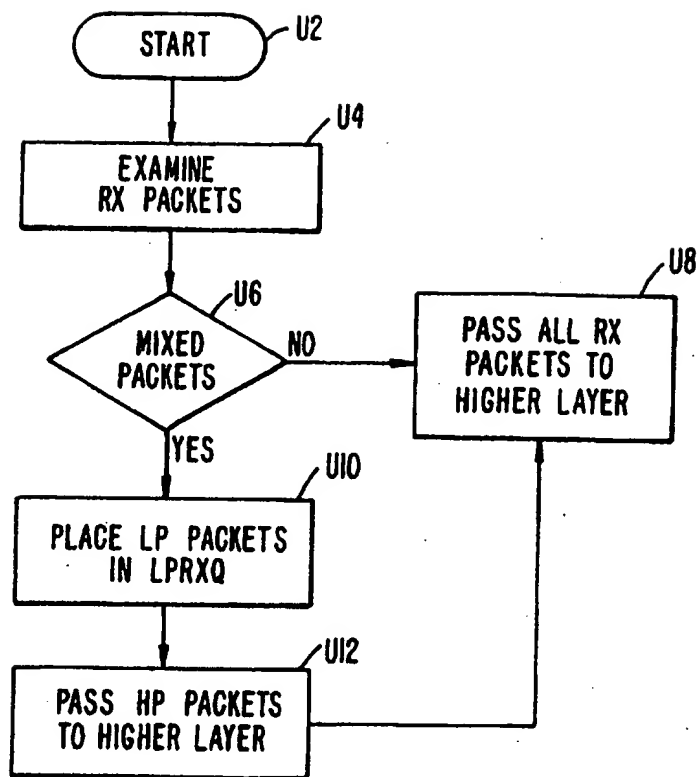 START
U2
U4
EXAMINE
RX PACKETS
U6
MIXED
PACKETS
NO
YES
U8
PASS ALL RX
PACKETS TO
HIGHER LAYER
U10
PLACE LP PACKETS
IN LPRXQ
U12
PASS HP PACKETS
TO HIGHER LAYER